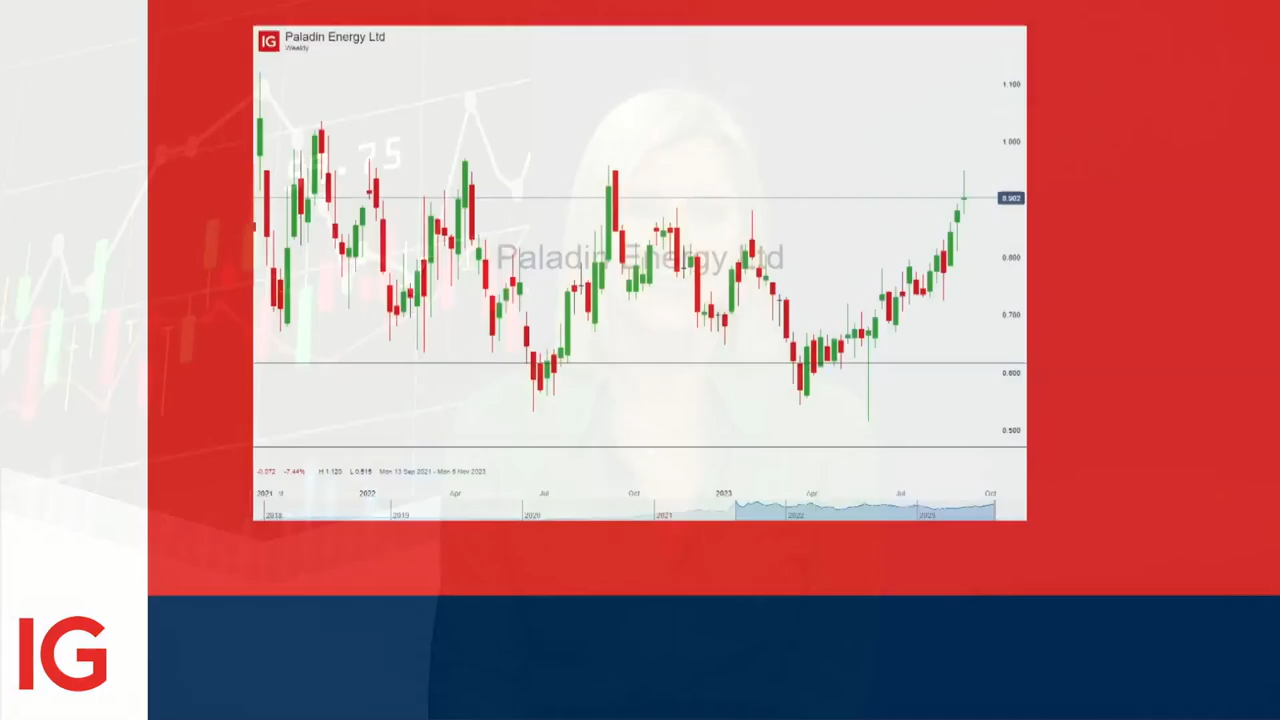 IG
Paladin Energy Ltd
Weekly
1.100
1.000
.75
0.902
Paladin Energy Ltd
0.800
0.700
0.600
0.500
-0.072 -7.44% H 1.120 L 0.515 Mon 13 Sep 2021 - Mon 6 Nov 2023
2021 2022 Apr Jul Oct 2023 Apr Jul Oct
2018 2019 2020 2021 2022 2023
IG